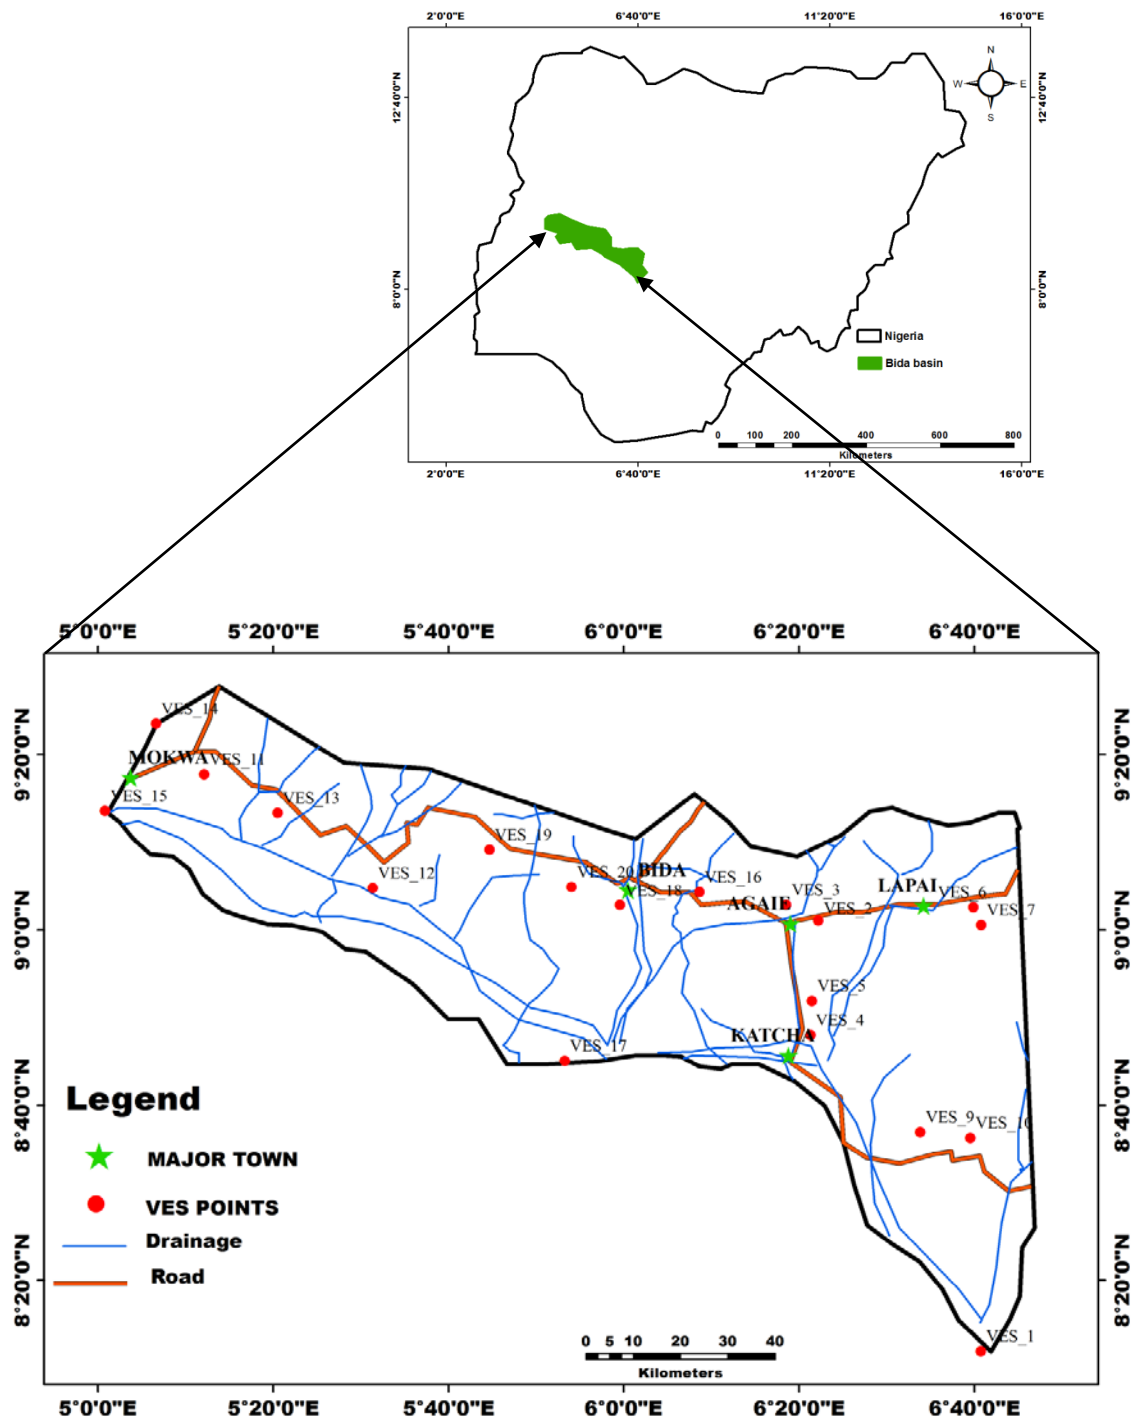 2°0'0"E 6°40'0"E 11°20'0"E 16°0'0"E
N
W E
S
12°40'0"N 12°40'0"N
8°0'0"N 8°0'0"N
Nigeria
Bida basin
0 100 200 400 600 800
Kilometers
2°0'0"E 6°40'0"E 11°20'0"E 16°0'0"E
5°0'0"E 5°20'0"E 5°40'0"E 6°0'0"E 6°20'0"E 6°40'0"E
VES_14
9°20'0"N 9°20'0"N
MOKWA VES_11
VES_15
VES_13
VES_19
VES_12
VES_20 BIDA
VES_16
VES_18
VES_3
AGAIE
VES_2
LAPAI VES_6
VES_7
9°0'0"N 9°0'0"N
VES_5
VES_4
KATCHA
VES_17
8°40'0"N 8°40'0"N
VES_9 VES_10
Legend
MAJOR TOWN
VES POINTS
Drainage
Road
8°20'0"N 8°20'0"N
VES_1
0 5 10 20 30 40
Kilometers
5°0'0"E 5°20'0"E 5°40'0"E 6°0'0"E 6°20'0"E 6°40'0"E